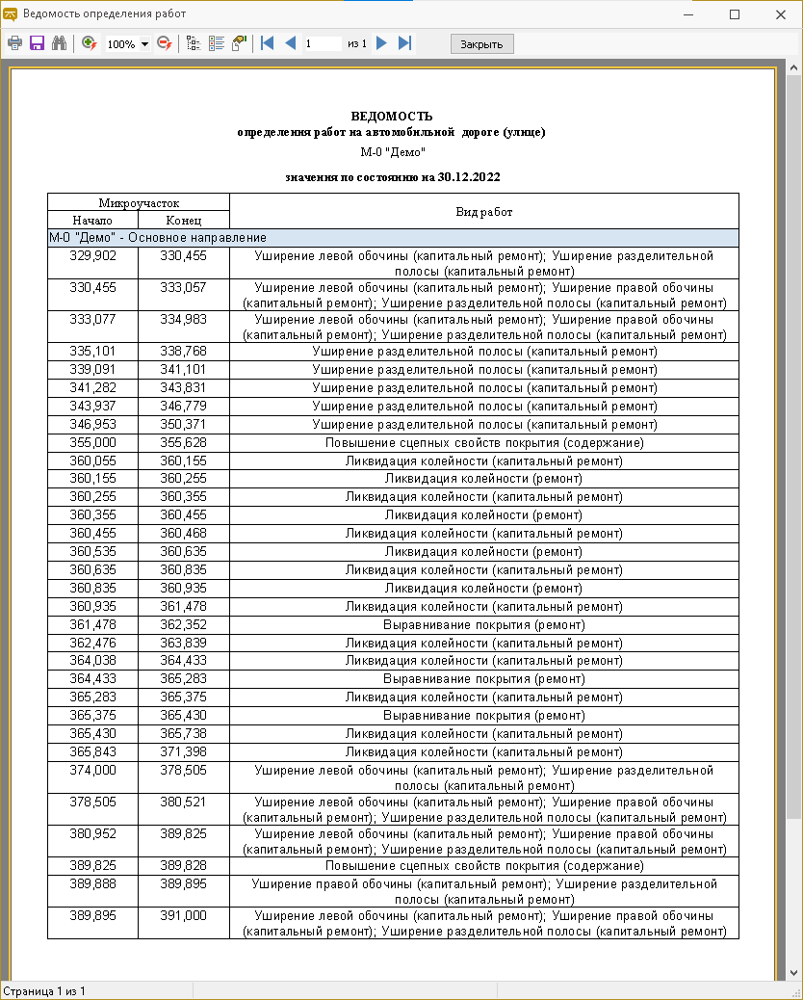 Ведомость определения работ
100% 1 из 1 Закрыть
ВЕДОМОСТЬ
определения работ на автомобильной дороге (улице)
М-0 "Демо"
значения по состоянию на 30.12.2022
Микроучасток
Вид работ
Начало Конец
М-0 "Демо" - Основное направление
329,902 330,455 Уширение левой обочины (капитальный ремонт); Уширение разделительной
полосы (капитальный ремонт)
330,455 333,057 Уширение левой обочины (капитальный ремонт); Уширение правой обочины
(капитальный ремонт); Уширение разделительной полосы (капитальный ремонт)
333,077 334,983 Уширение левой обочины (капитальный ремонт); Уширение правой обочины
(капитальный ремонт); Уширение разделительной полосы (капитальный ремонт)
335,101 338,768 Уширение разделительной полосы (капитальный ремонт)
339,091 341,101 Уширение разделительной полосы (капитальный ремонт)
341,282 343,831 Уширение разделительной полосы (капитальный ремонт)
343,937 346,779 Уширение разделительной полосы (капитальный ремонт)
346,953 350,371 Уширение разделительной полосы (капитальный ремонт)
355,000 355,628 Повышение сцепных свойств покрытия (содержание)
360,055 360,155 Ликвидация колейности (капитальный ремонт)
360,155 360,255 Ликвидация колейности (ремонт)
360,255 360,355 Ликвидация колейности (капитальный ремонт)
360,355 360,455 Ликвидация колейности (ремонт)
360,455 360,468 Ликвидация колейности (капитальный ремонт)
360,535 360,635 Ликвидация колейности (ремонт)
360,635 360,835 Ликвидация колейности (капитальный ремонт)
360,835 360,935 Ликвидация колейности (ремонт)
360,935 361,478 Ликвидация колейности (капитальный ремонт)
361,478 362,352 Выравнивание покрытия (ремонт)
362,476 363,839 Ликвидация колейности (капитальный ремонт)
364,038 364,433 Ликвидация колейности (капитальный ремонт)
364,433 365,283 Выравнивание покрытия (ремонт)
365,283 365,375 Ликвидация колейности (капитальный ремонт)
365,375 365,430 Выравнивание покрытия (ремонт)
365,430 365,738 Ликвидация колейности (капитальный ремонт)
365,843 371,398 Ликвидация колейности (капитальный ремонт)
374,000 378,505 Уширение левой обочины (капитальный ремонт); Уширение разделительной
полосы (капитальный ремонт)
378,505 380,521 Уширение левой обочины (капитальный ремонт); Уширение правой обочины
(капитальный ремонт); Уширение разделительной полосы (капитальный ремонт)
380,952 389,825 Уширение левой обочины (капитальный ремонт); Уширение правой обочины
(капитальный ремонт); Уширение разделительной полосы (капитальный ремонт)
389,825 389,828 Повышение сцепных свойств покрытия (содержание)
389,888 389,895 Уширение правой обочины (капитальный ремонт); Уширение разделительной
полосы (капитальный ремонт)
389,895 391,000 Уширение левой обочины (капитальный ремонт); Уширение правой обочины
(капитальный ремонт); Уширение разделительной полосы (капитальный ремонт)
Страница 1 из 1